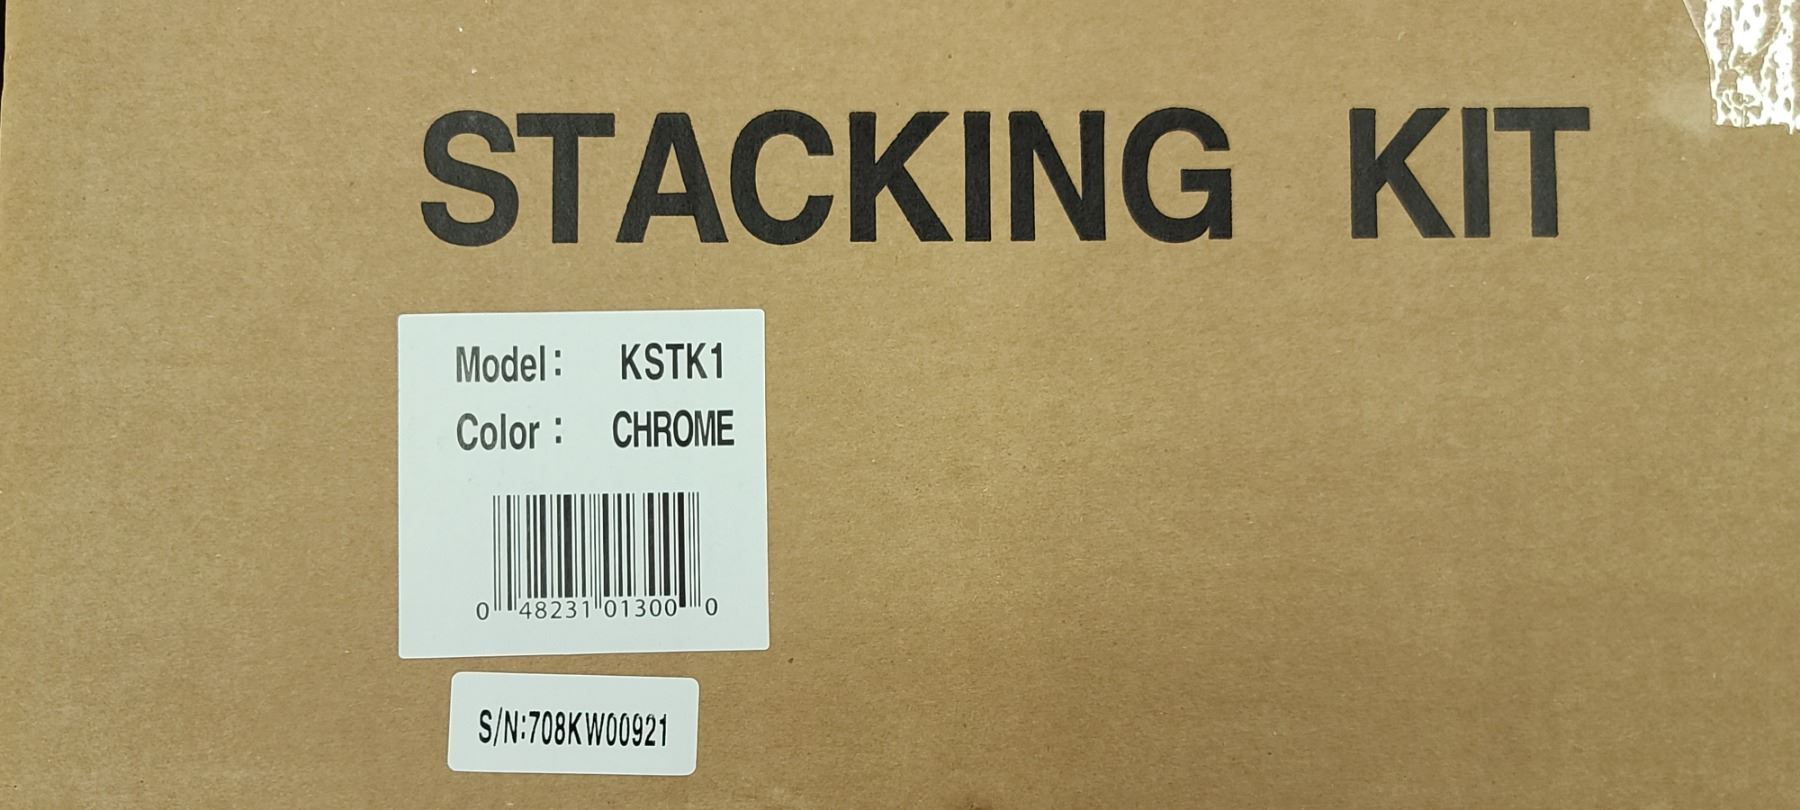 STACKING KIT
Model: KSTK1
Color: CHROME
0 48231 01300 0
S/N:708KW00921